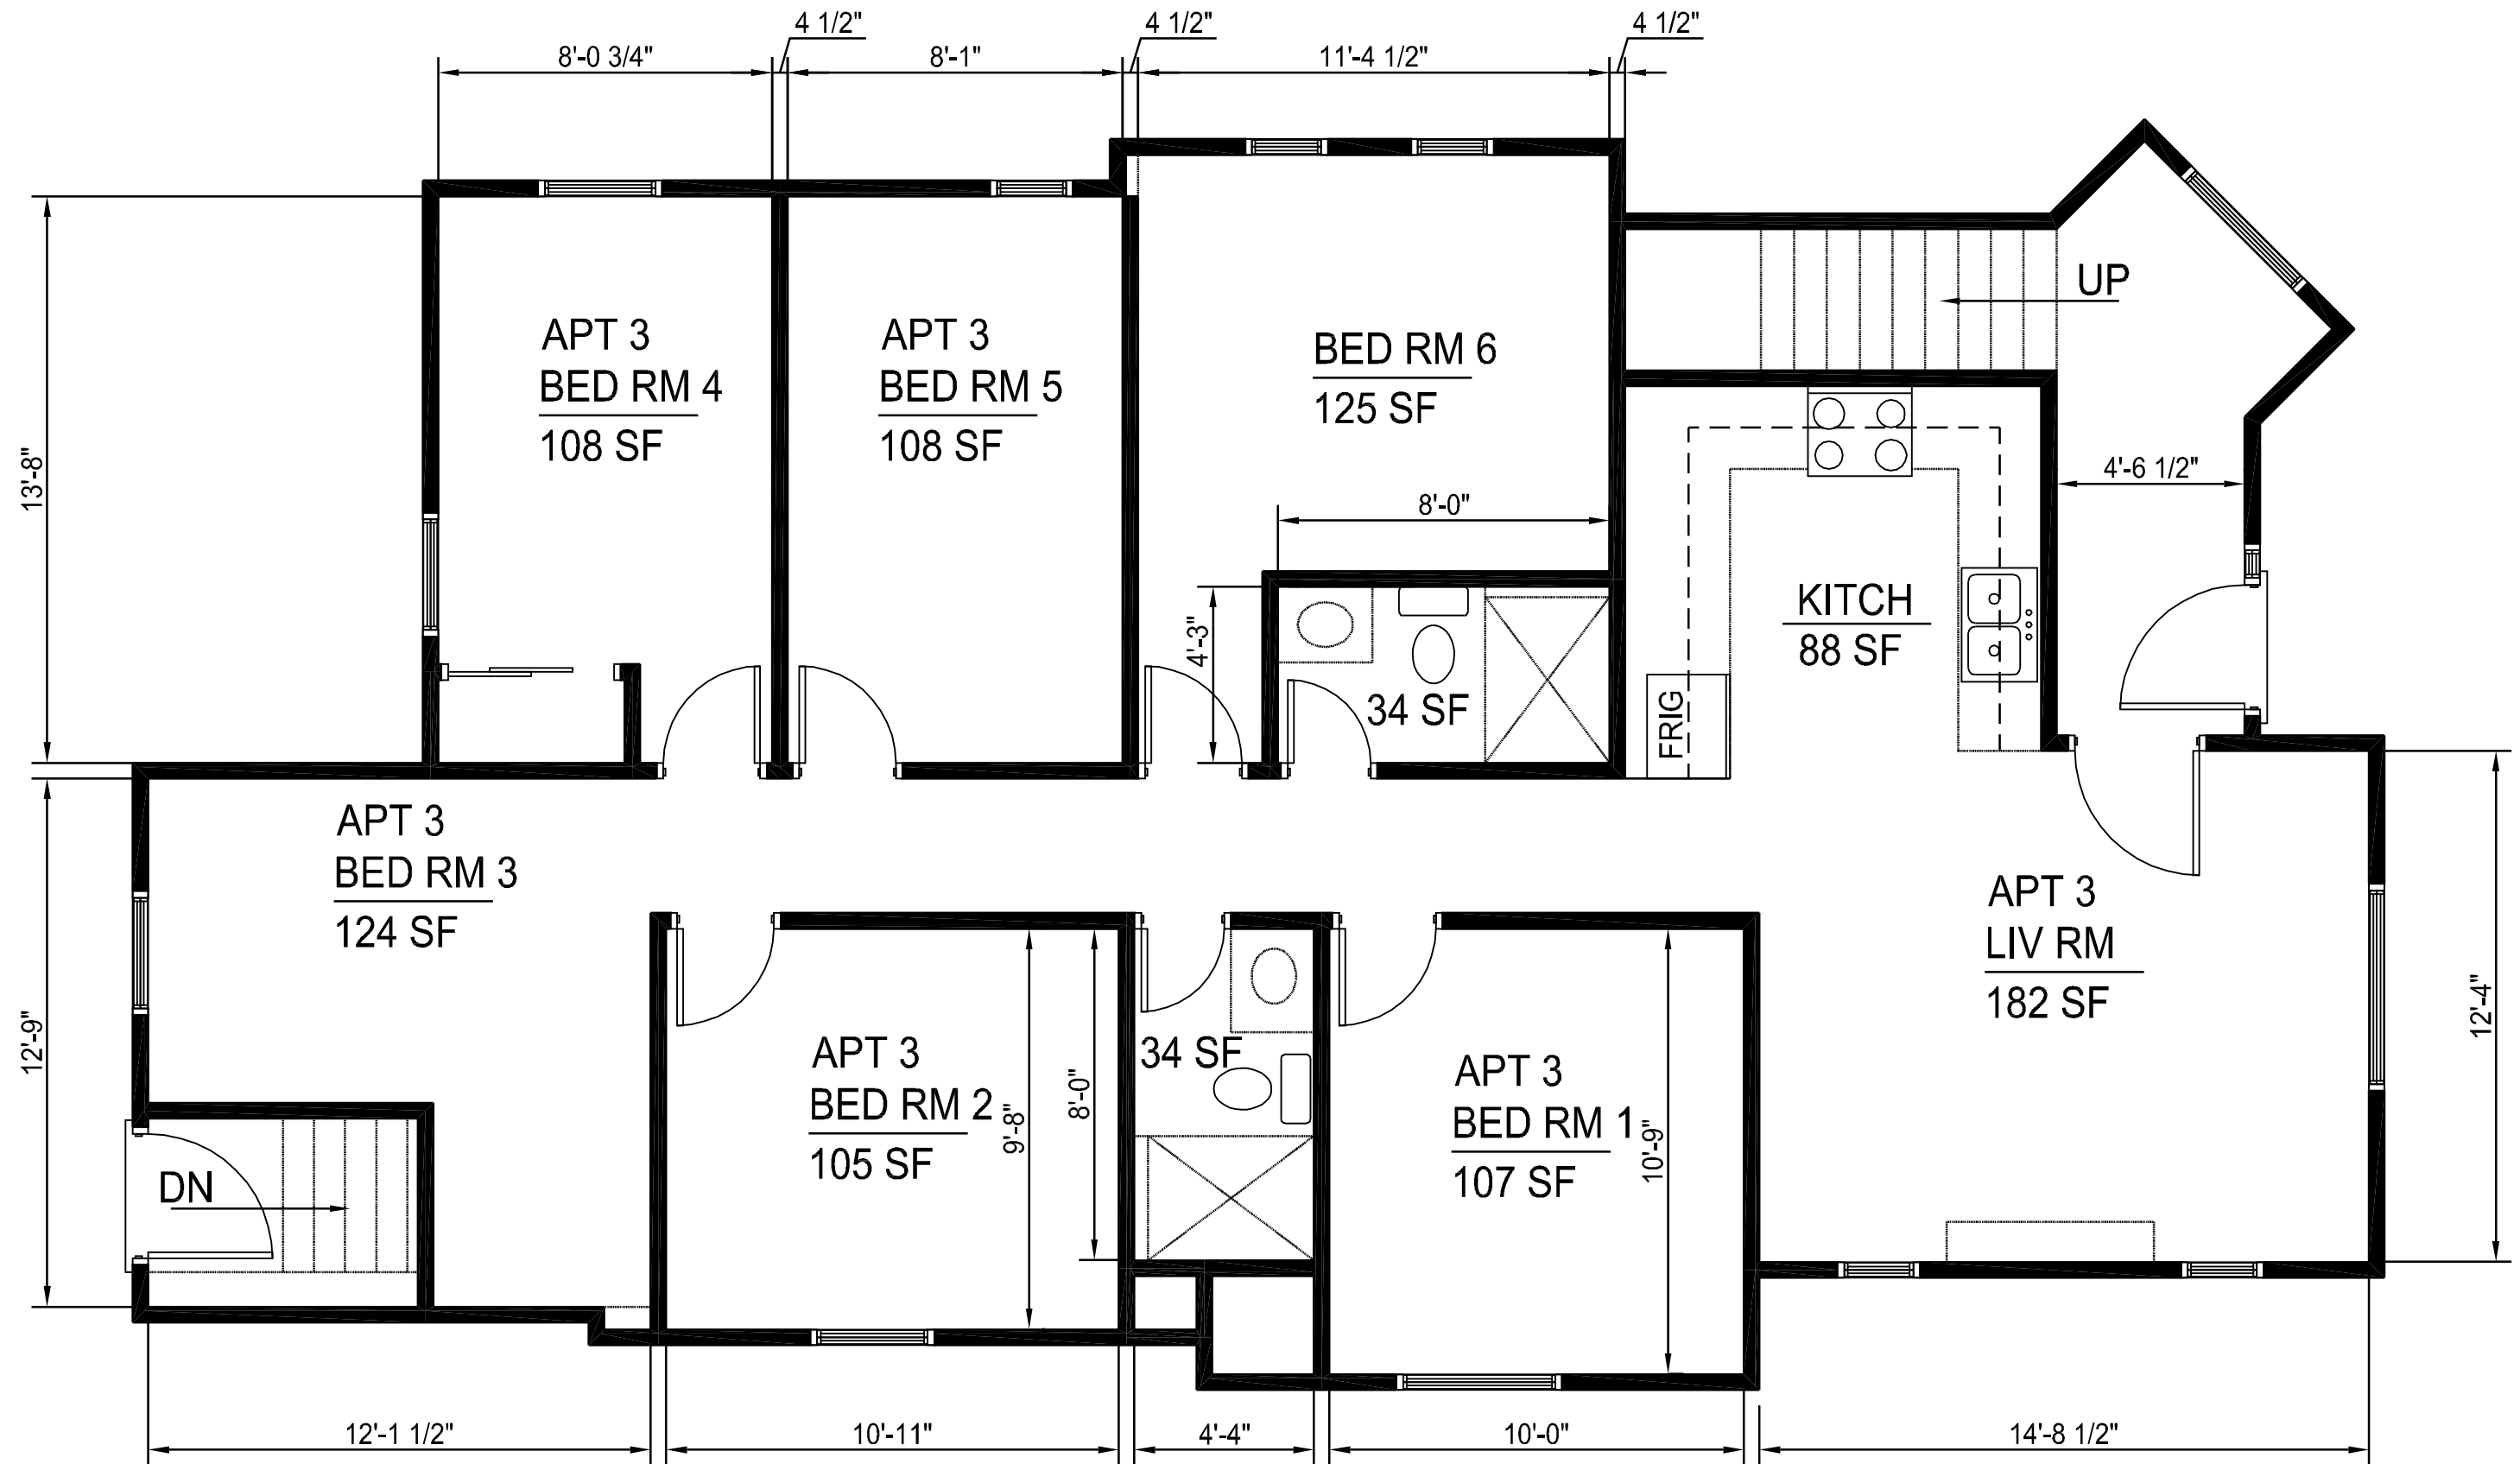 4 1/2"
4 1/2"
4 1/2"
8'-0 3/4"
8'-1"
11'-4 1/2"
UP
APT 3
BED RM 4
108 SF
APT 3
BED RM 5
108 SF
BED RM 6
125 SF
13'-8"
4'-6 1/2"
8'-0"
KITCH
88 SF
4'-3"
34 SF
FRIG
APT 3
BED RM 3
124 SF
APT 3
LIV RM
182 SF
12'-9"
12'-4"
APT 3
BED RM 2
105 SF
9'-8"
8'-0"
34 SF
APT 3
BED RM 1
107 SF
10'-9"
DN
12'-1 1/2"
10'-11"
4'-4"
10'-0"
14'-8 1/2"